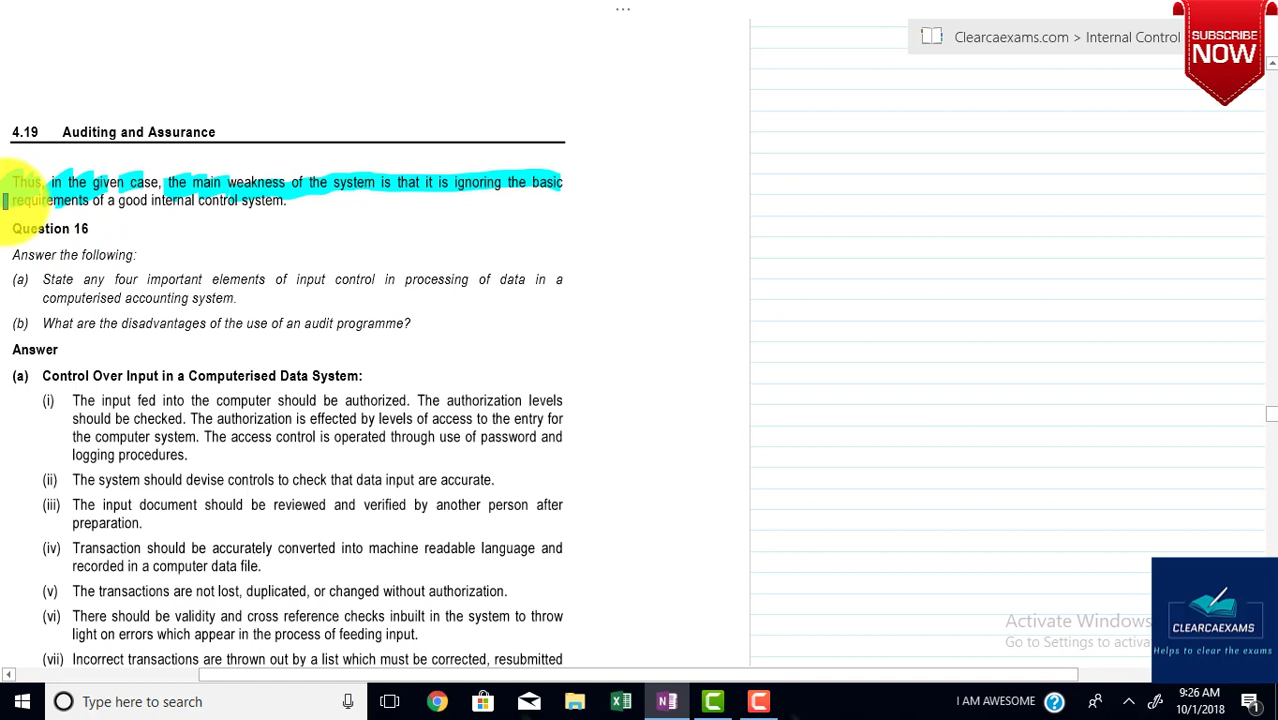 ...
Clearcaexams.com > Internal Control
SUBSCRIBE
NOW
4.19 Auditing and Assurance
Thus, in the given case, the main weakness of the system is that it is ignoring the basic
requirements of a good internal control system.
Question 16
Answer the following:
(a) State any four important elements of input control in processing of data in a
computerised accounting system.
(b) What are the disadvantages of the use of an audit programme?
Answer
(a) Control Over Input in a Computerised Data System:
(i) The input fed into the computer should be authorized. The authorization levels
should be checked. The authorization is effected by levels of access to the entry for
the computer system. The access control is operated through use of password and
logging procedures.
(ii) The system should devise controls to check that data input are accurate.
(iii) The input document should be reviewed and verified by another person after
preparation.
(iv) Transaction should be accurately converted into machine readable language and
recorded in a computer data file.
(v) The transactions are not lost, duplicated, or changed without authorization.
(vi) There should be validity and cross reference checks inbuilt in the system to throw
light on errors which appear in the process of feeding input.
(vii) Incorrect transactions are thrown out by a list which must be corrected, resubmitted
Activate Windows
Go to Settings to activa
CLEARCAEXAMS
Helps to clear the exams
Type here to search
I AM AWESOME
9:26 AM
10/1/2018
1